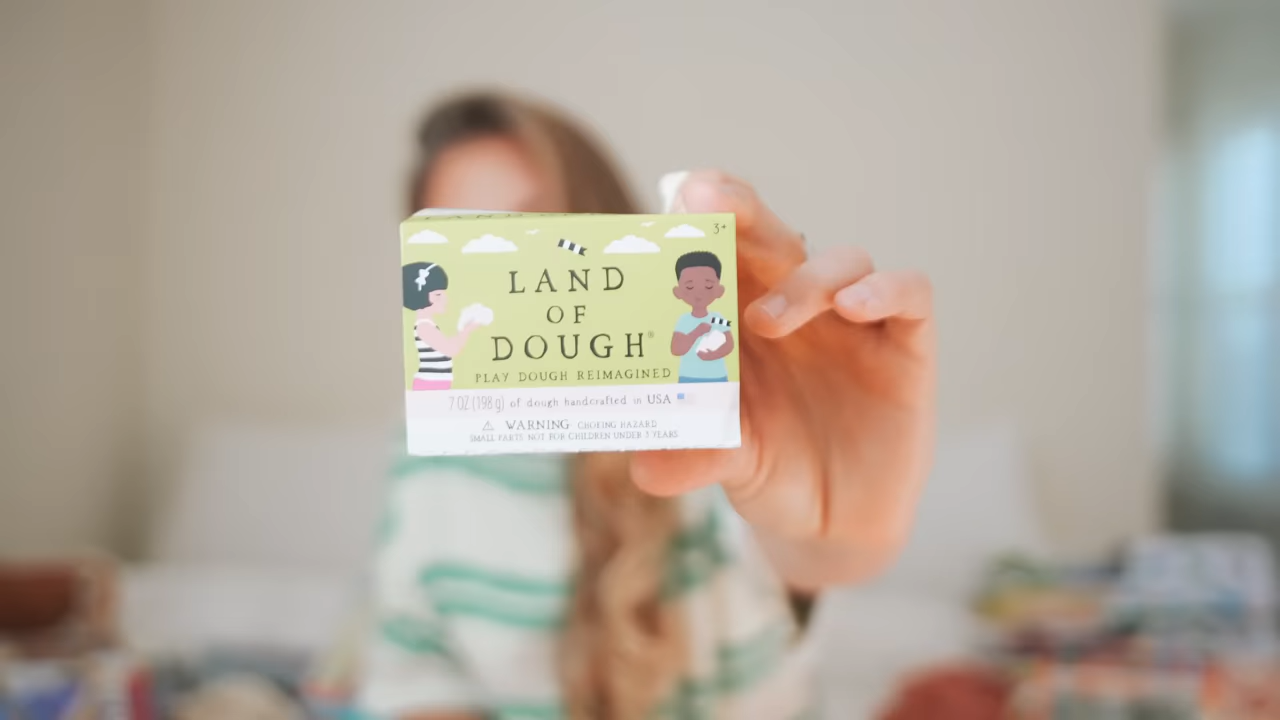 3+
LAND
OF
DOUGH®
PLAY DOUGH REIMAGINED
7 OZ (198 g) of dough handcrafted in USA
⚠ WARNING: CHOKING HAZARD
SMALL PARTS NOT FOR CHILDREN UNDER 3 YEARS